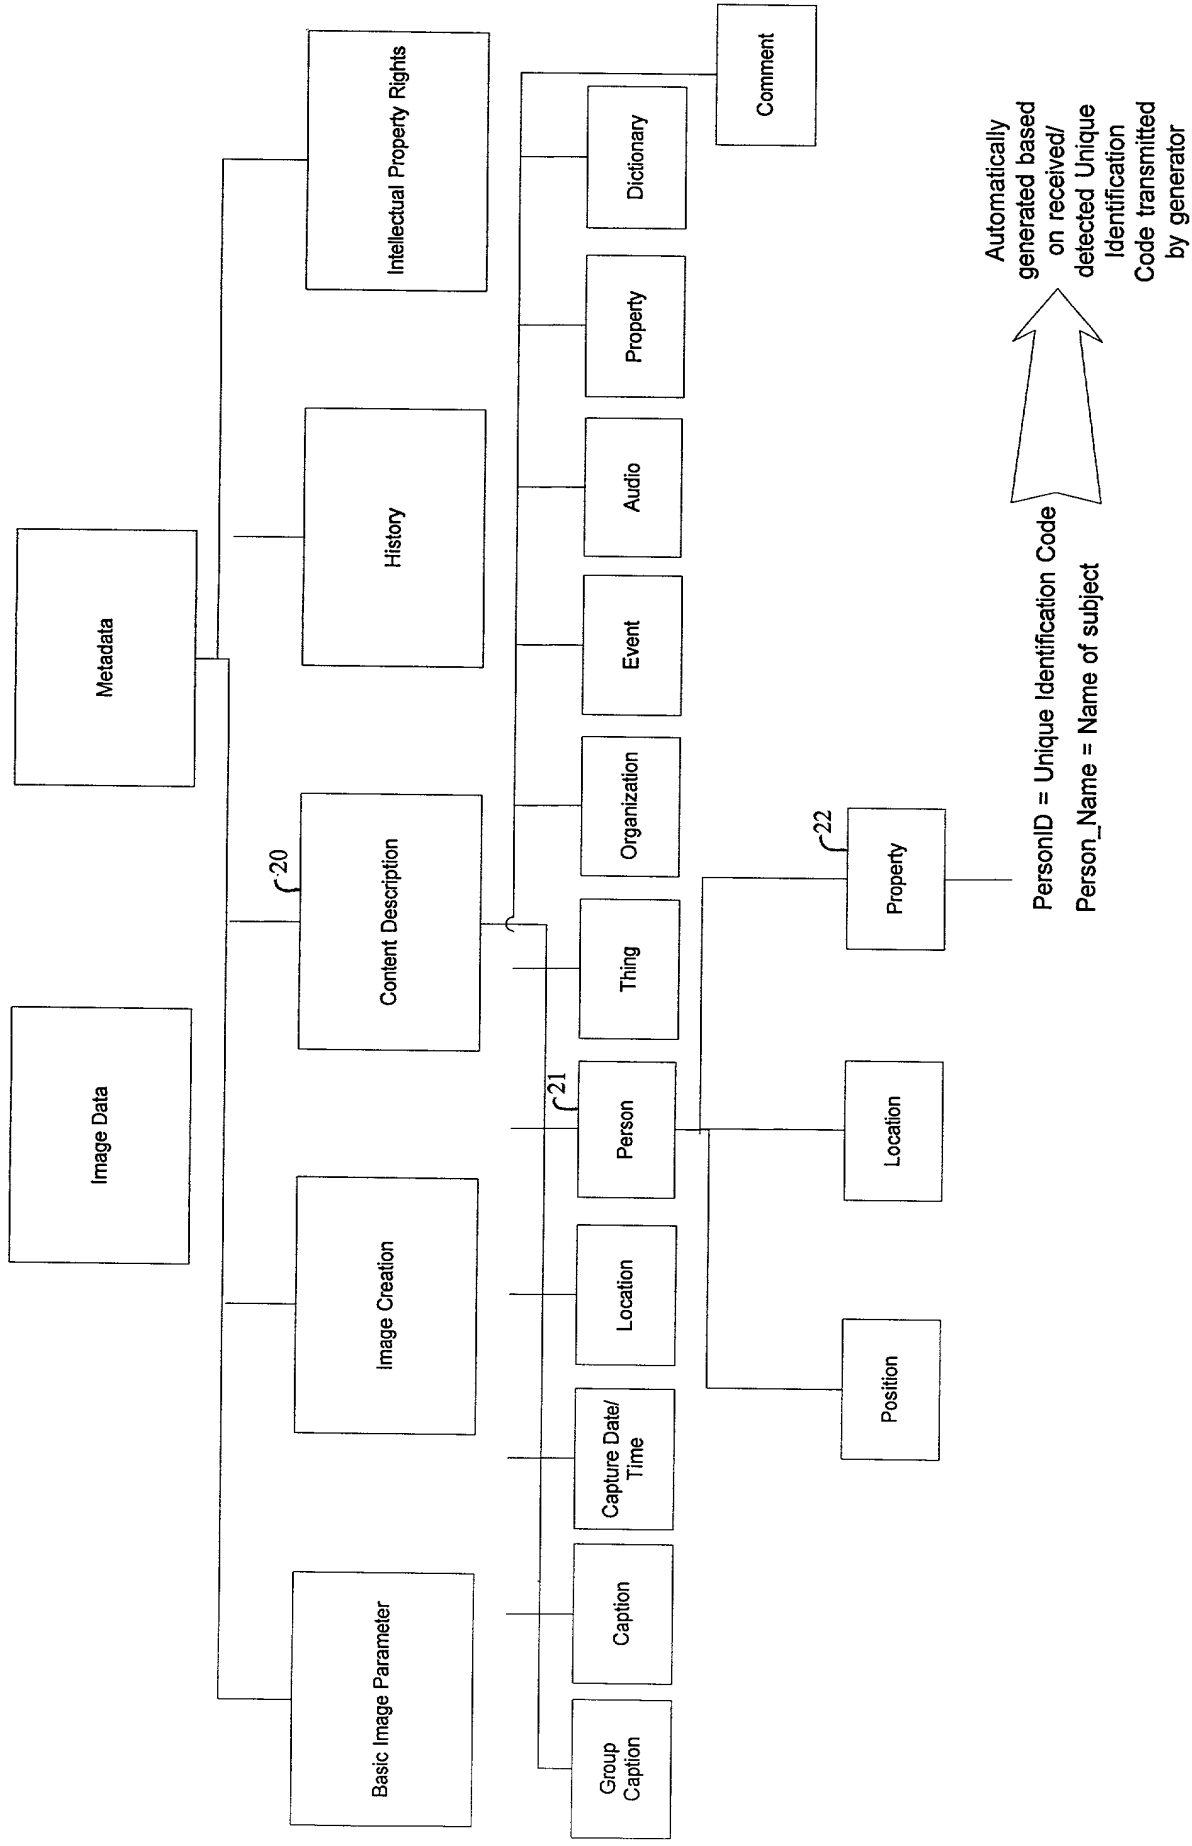 Image Data
Metadata
Basic Image Parameter
Image Creation
Content Description
20
History
Intellectual Property Rights
Group
Caption
Caption
Capture Date/
Time
Location
Person
21
Thing
Organization
Event
Audio
Property
Dictionary
Comment
Position
Location
Property
22
PersonID = Unique Identification Code
Person_Name = Name of subject
Automatically
generated based
on received/
detected Unique
Identification
Code transmitted
by generator